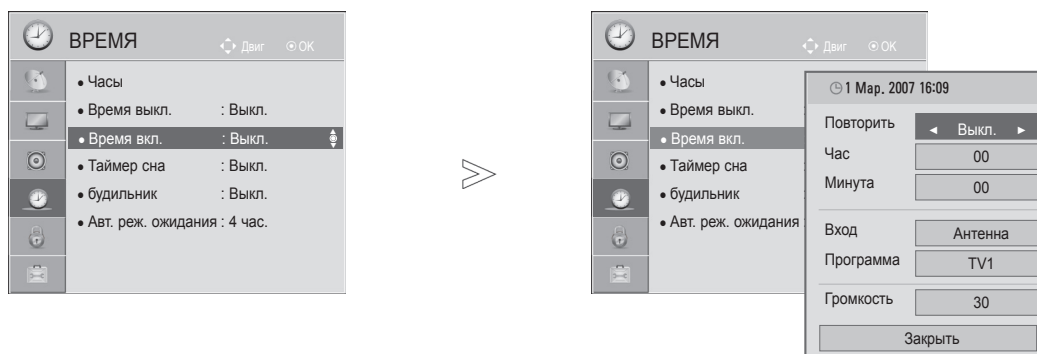 ВРЕМЯ Двиг OK
• Часы
• Время выкл. : Выкл.
• Время вкл. : Выкл.
• Таймер сна : Выкл.
• будильник : Выкл.
• Авт. реж. ожидания : 4 час.
ВРЕМЯ Двиг OK
• Часы
• Время выкл. :
• Время вкл.
• Таймер сна :
• будильник :
• Авт. реж. ожидания :
1 Мар. 2007 16:09
Повторить ◄ Выкл. ►
Час 00
Минута 00
Вход Антенна
Программа TV1
Громкость 30
Закрыть